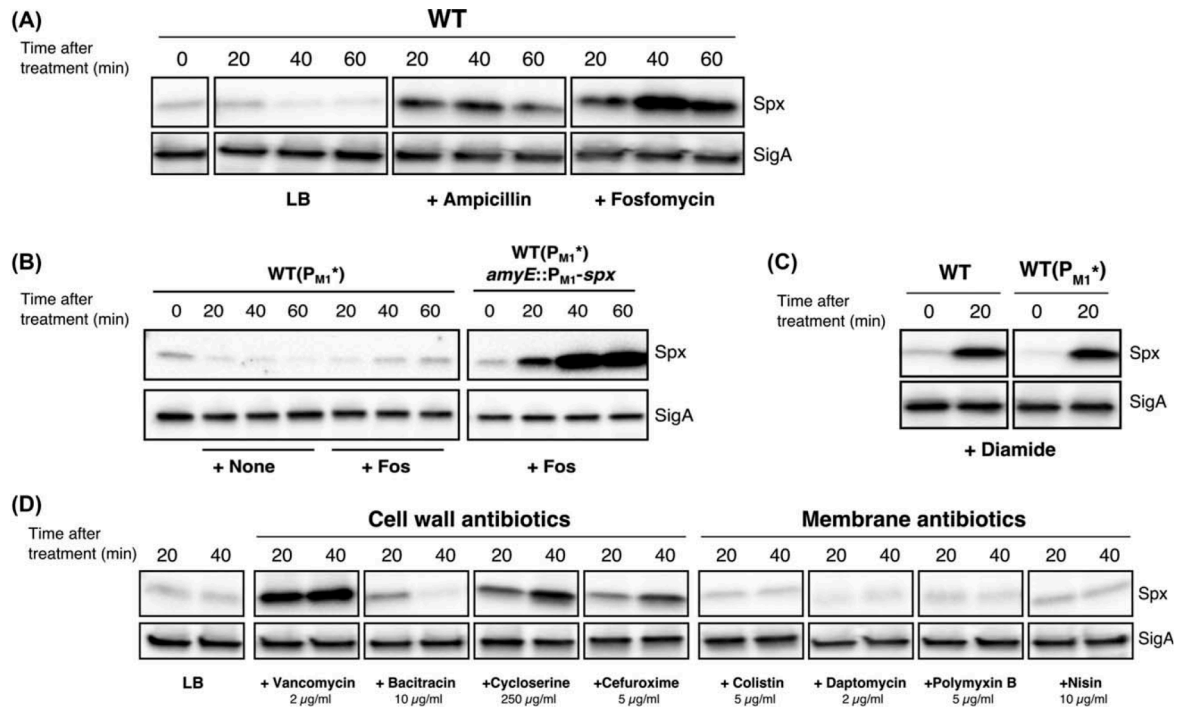 (A)
WT
Time after
treatment (min)
0 20 40 60 20 40 60 20 40 60
Spx
SigA
LB + Ampicillin + Fosfomycin
(B)
WT(PM1*)
WT(PM1*)
amyE::PM1-spx
Time after
treatment (min)
0 20 40 60 20 40 60 0 20 40 60
Spx
SigA
+ None + Fos + Fos
(C)
WT WT(PM1*)
Time after
treatment (min)
0 20 0 20
Spx
SigA
+ Diamide
(D)
Cell wall antibiotics Membrane antibiotics
Time after
treatment (min)
20 40 20 40 20 40 20 40 20 40 20 40 20 40 20 40 20 40
Spx
SigA
LB + Vancomycin + Bacitracin +Cycloserine +Cefuroxime + Colistin + Daptomycin +Polymyxin B +Nisin
2 µg/ml 10 µg/ml 250 µg/ml 5 µg/ml 5 µg/ml 2 µg/ml 5 µg/ml 10 µg/ml